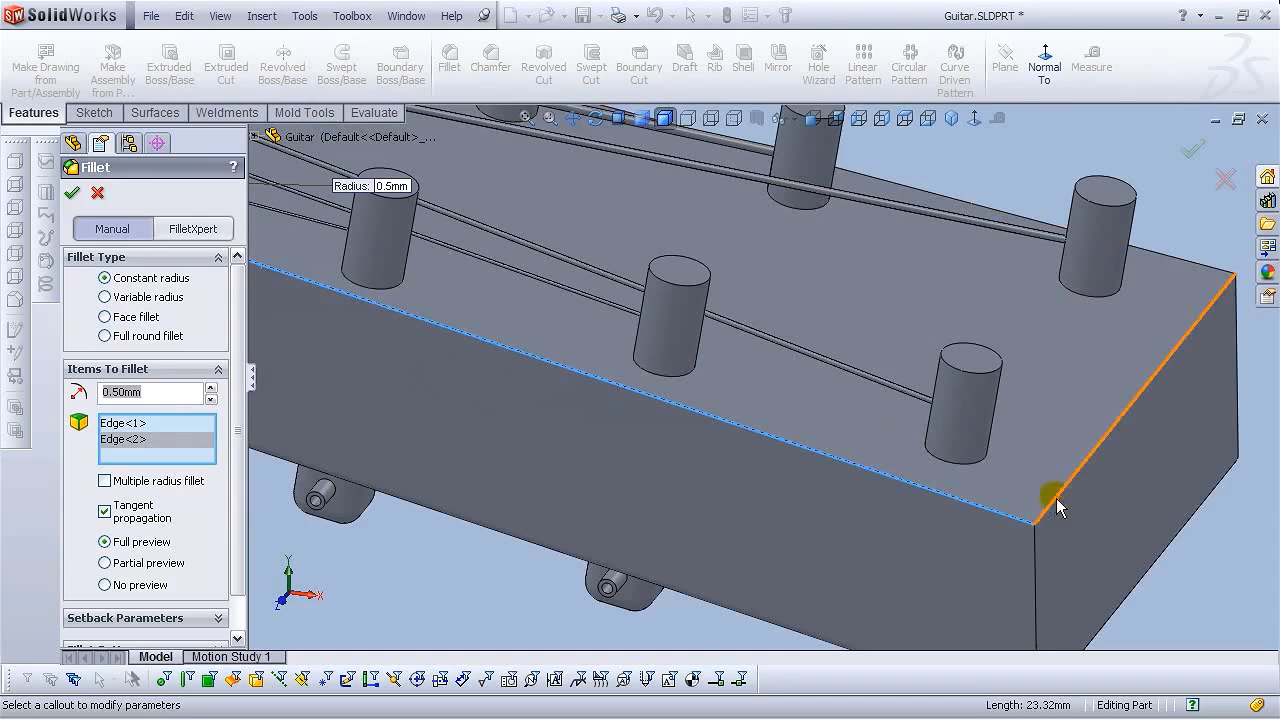 SolidWorks
File Edit View Insert Tools Toolbox Window Help
Guitar.SLDPRT *
Make Drawing from Part/Assembly
Make Assembly from P...
Extruded Boss/Base
Extruded Cut
Revolved Boss/Base
Swept Boss/Base
Boundary Boss/Base
Fillet
Chamfer
Revolved Cut
Swept Cut
Boundary Cut
Draft
Rib
Shell
Mirror
Hole Wizard
Linear Pattern
Circular Pattern
Curve Driven Pattern
Plane
Normal To
Measure
Features Sketch Surfaces Weldments Mold Tools Evaluate
Guitar (Default<<Default>_...
Fillet ?
Radius: 0.5mm
Manual FilletXpert
Fillet Type
Constant radius
Variable radius
Face fillet
Full round fillet
Items To Fillet
0.50mm
Edge<1>
Edge<2>
Multiple radius fillet
Tangent
propagation
Full preview
Partial preview
No preview
Setback Parameters
Y
X
Z
Model Motion Study 1
Select a callout to modify parameters
Length: 23.32mm Editing Part